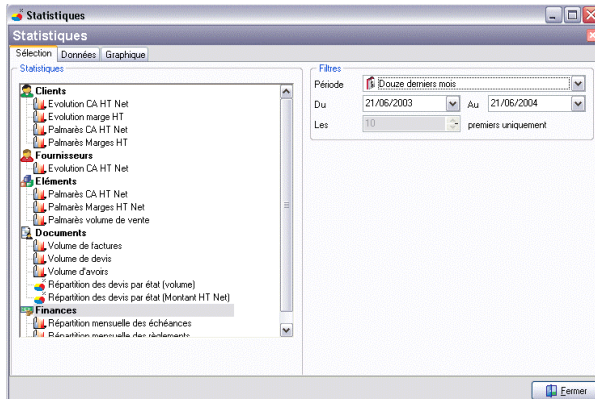 Statistiques
Statistiques
Sélection Données Graphique
Statistiques
Clients
Evolution CA HT Net
Evolution marge HT
Palmarès CA HT Net
Palmarès Marges HT
Fournisseurs
Evolution CA HT Net
Eléments
Palmarès CA HT Net
Palmarès Marges HT Net
Palmarès volume de vente
Documents
Volume de factures
Volume de devis
Volume d'avoirs
Répartition des devis par état (volume)
Répartition des devis par état (Montant HT Net)
Finances
Répartition mensuelle des échéances
Répartition mensuelle des règlements
Filtres
Période Douze derniers mois
Du 21/06/2003 Au 21/06/2004
Les 10 premiers uniquement
Fermer